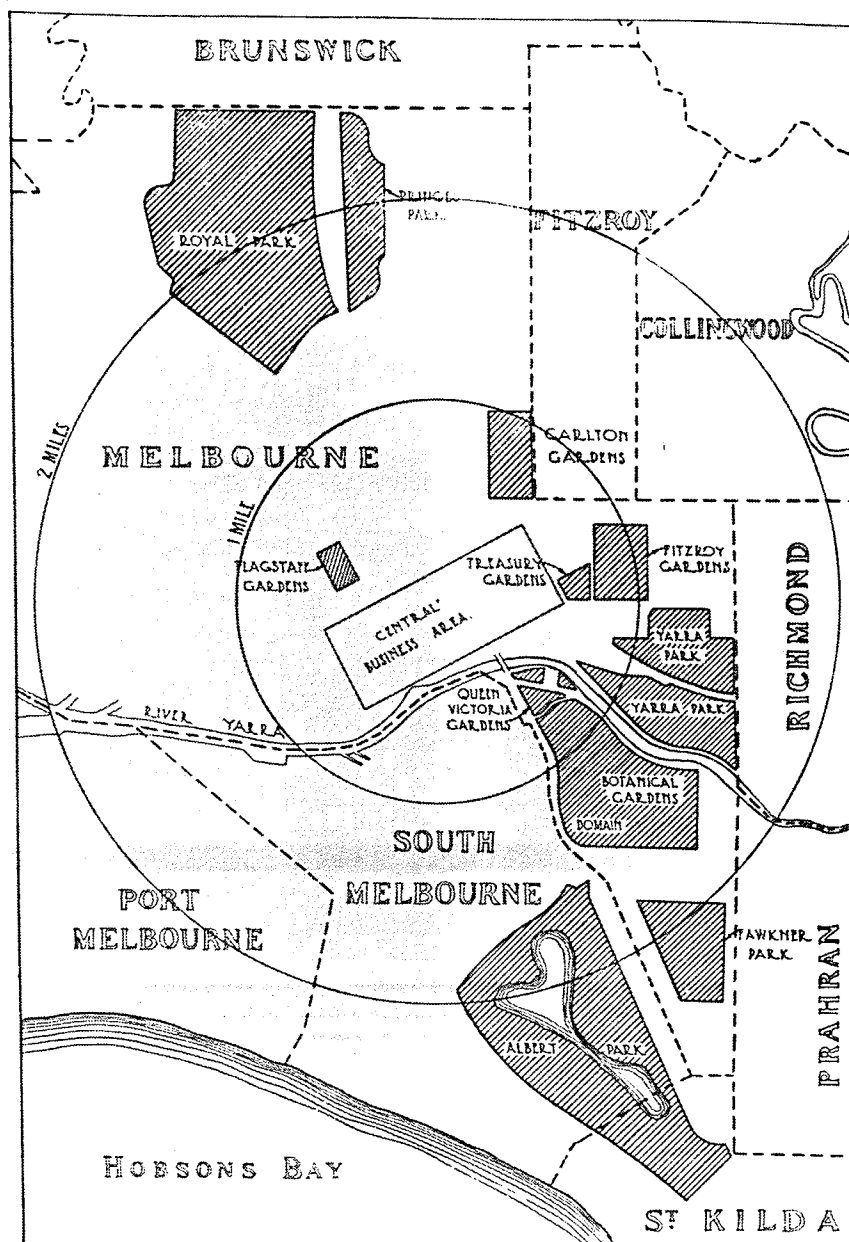 BRUNSWICK
PRINCES
PARK
ROYAL PARK
FITZROY
COLLINSWOOD
2 MILES
MELBOURNE
CARLTON
GARDENS
1 MILE
FLAGSTAFF
GARDENS
TREASURY
GARDENS
FITZROY
GARDENS
CENTRAL
BUSINESS AREA.
YARRA
PARK
RICHMOND
YARRA PARK
QUEEN
VICTORIA
GARDENS
RIVER YARRA
BOTANICAL
GARDENS
DOMAIN
SOUTH
MELBOURNE
PORT
MELBOURNE
FAWKNER
PARK
PRAHRAN
ALBERT PARK
HOBSONS BAY
ST KILDA